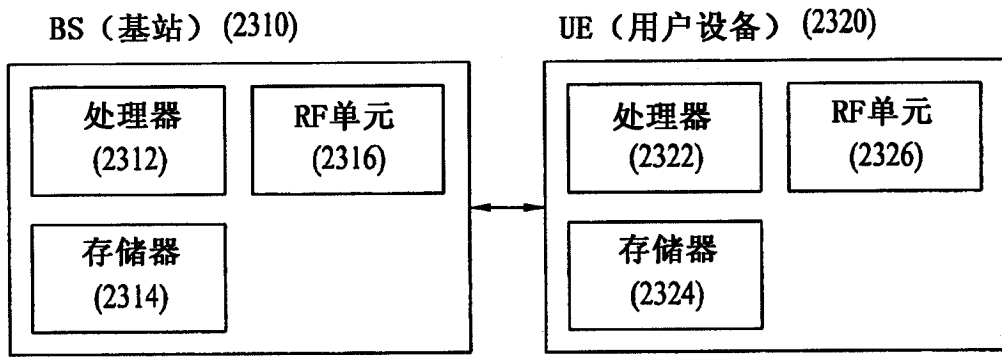 BS（基站）(2310)
UE（用户设备）(2320)
处理器
(2312)
RF单元
(2316)
处理器
(2322)
RF单元
(2326)
存储器
(2314)
存储器
(2324)